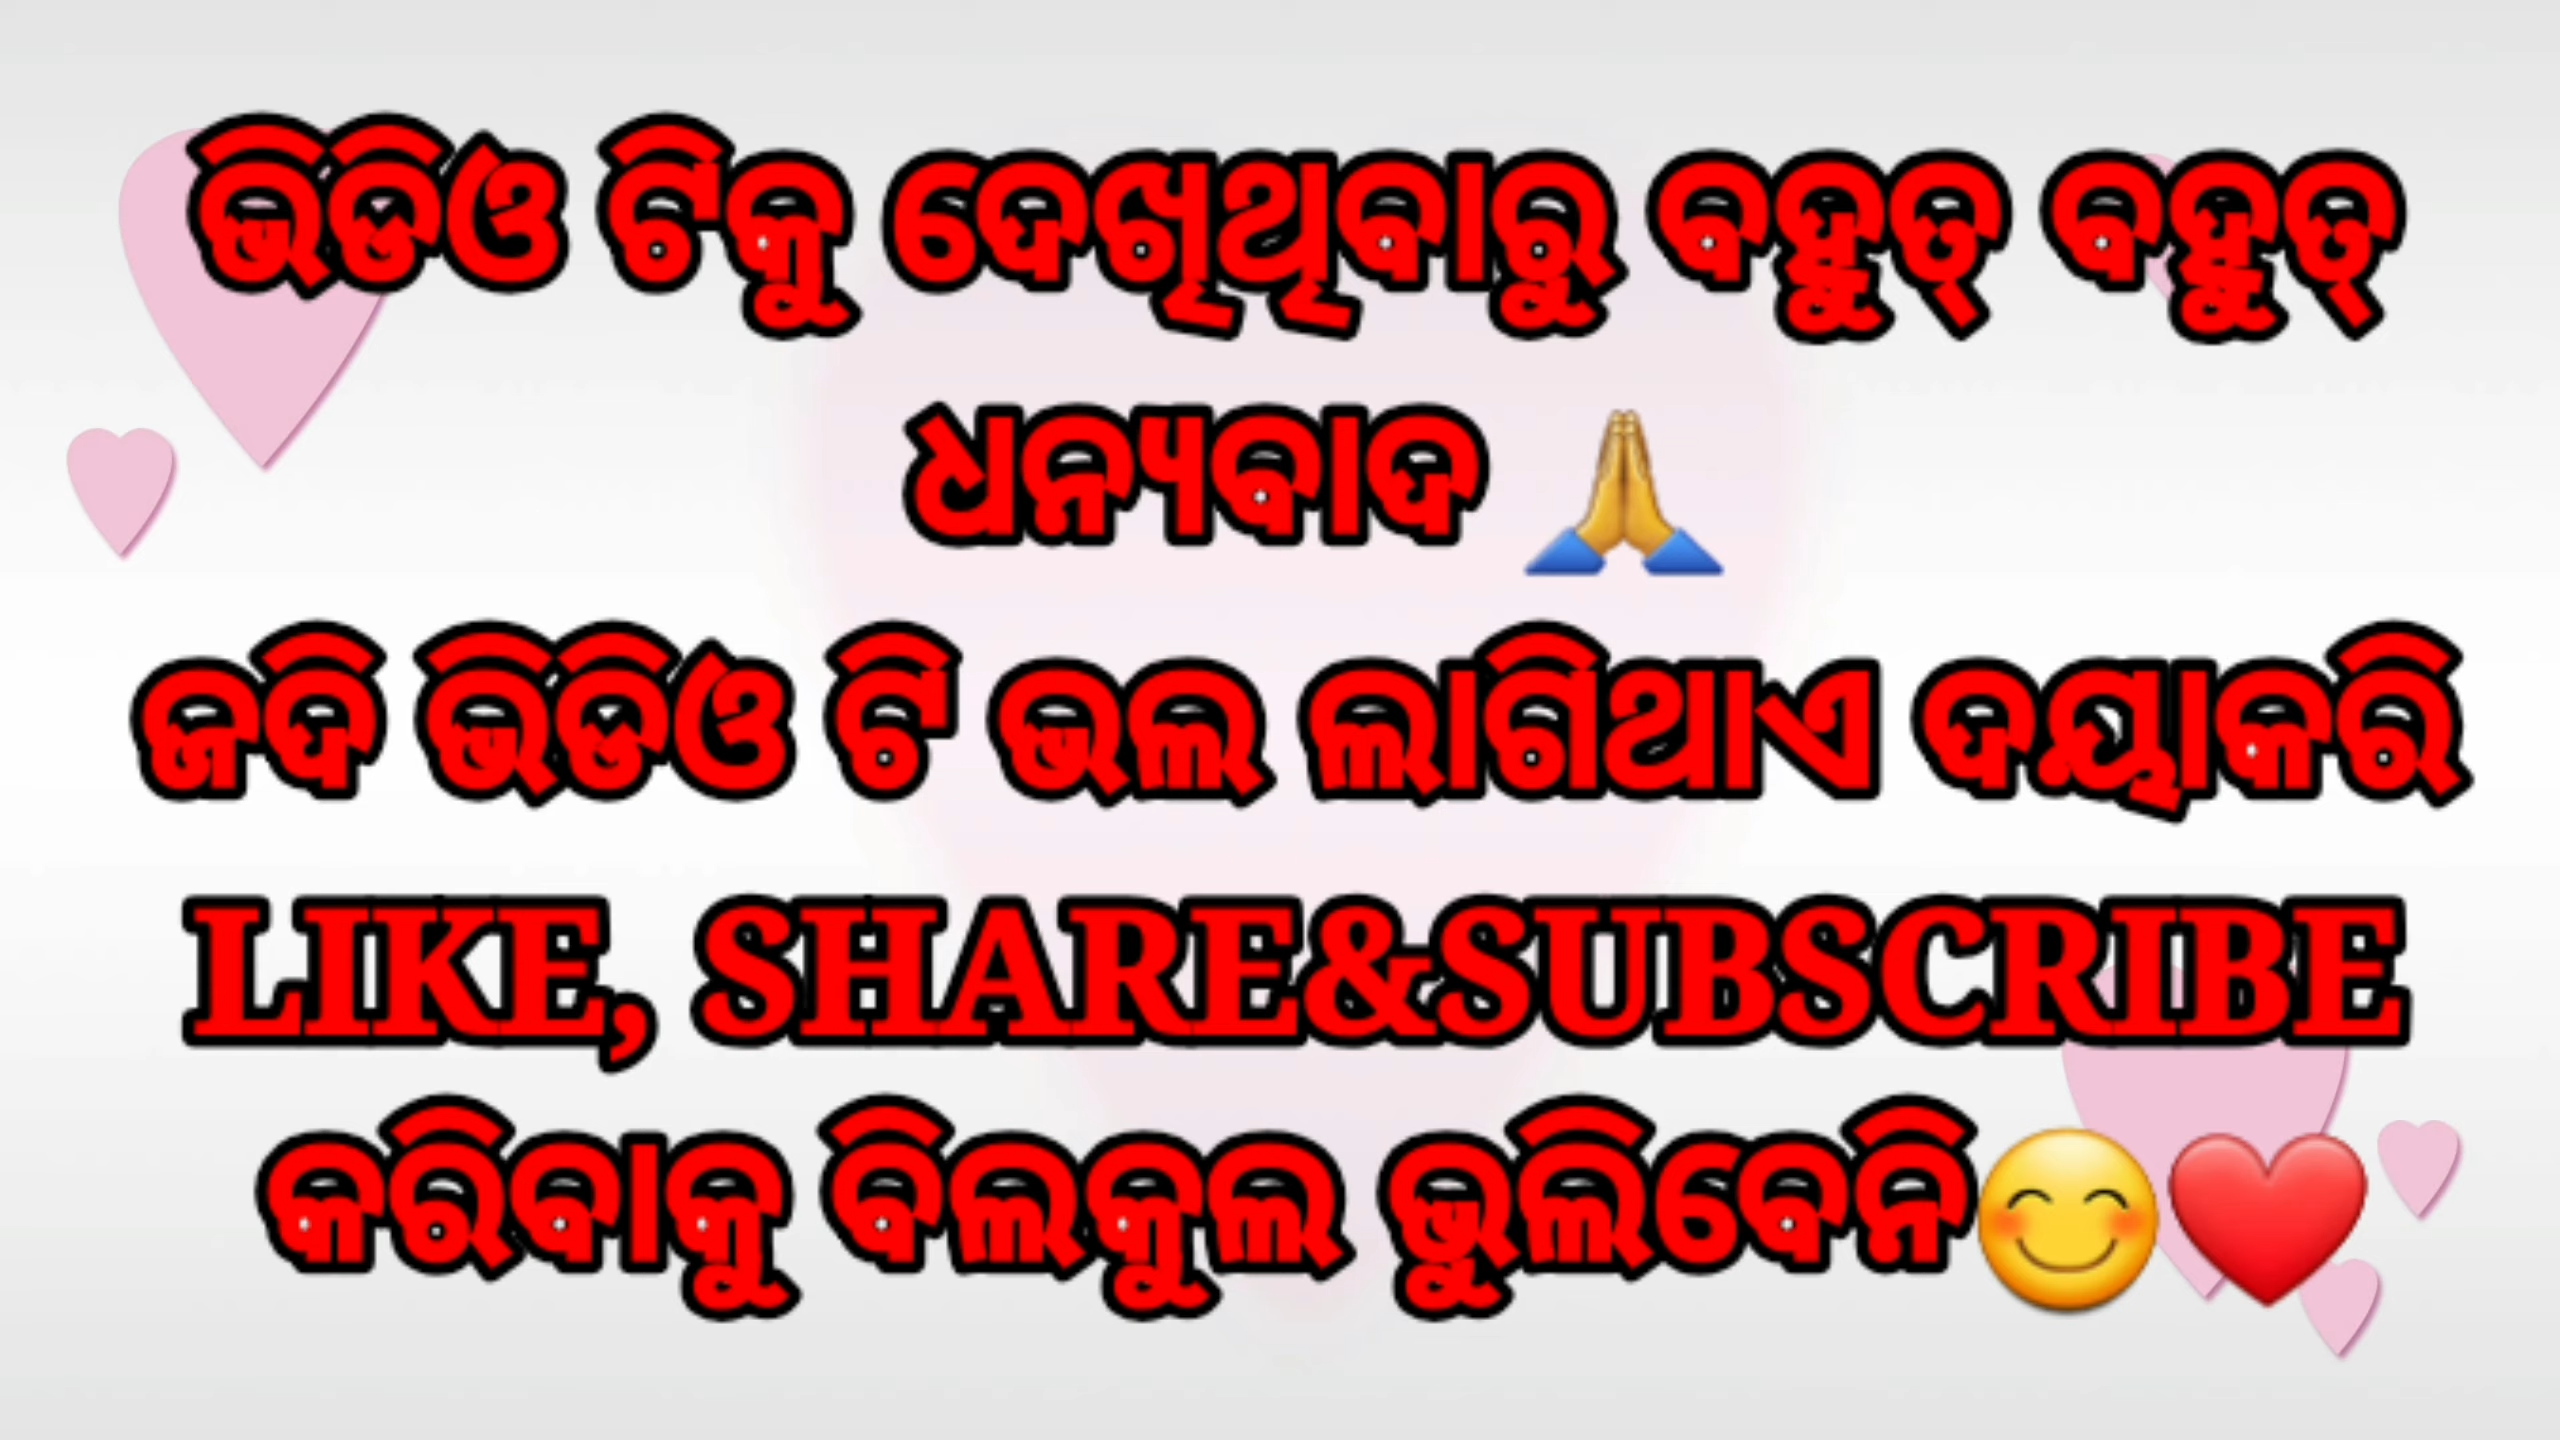 ଭିଡିଓ ଟିକୁ ଦେଖିଥିବାରୁ ବହୁତ୍ ବହୁତ୍
ଧନ୍ୟବାଦ 🙏
ଜଦି ଭିଡିଓ ଟି ଭଲ ଲାଗିଥାଏ ଦୟାକରି
LIKE, SHARE&SUBSCRIBE
କରିବାକୁ ବିଲକୁଲ ଭୁଲିବେନି😊❤️